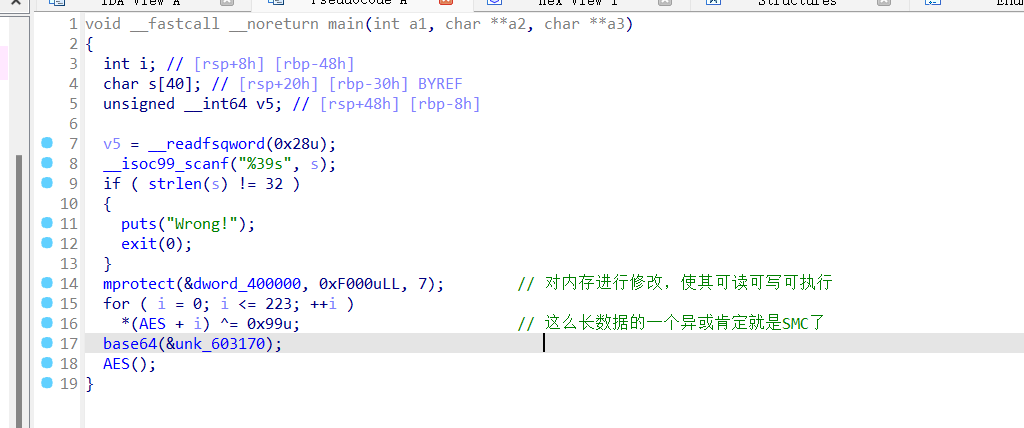 IDA View A Pseudocode A Hex View 1 Structures
1 void __fastcall __noreturn main(int a1, char **a2, char **a3)
2 {
3 int i; // [rsp+8h] [rbp-48h]
4 char s[40]; // [rsp+20h] [rbp-30h] BYREF
5 unsigned __int64 v5; // [rsp+48h] [rbp-8h]
6
7 v5 = __readfsqword(0x28u);
8 __isoc99_scanf("%39s", s);
9 if ( strlen(s) != 32 )
10 {
11 puts("Wrong!");
12 exit(0);
13 }
14 mprotect(&dword_400000, 0xF000uLL, 7); // 对内存进行修改，使其可读可写可执行
15 for ( i = 0; i <= 223; ++i )
16 *(AES + i) ^= 0x99u; // 这么长数据的一个异或肯定就是SMC了
17 base64(&unk_603170);
18 AES();
19 }